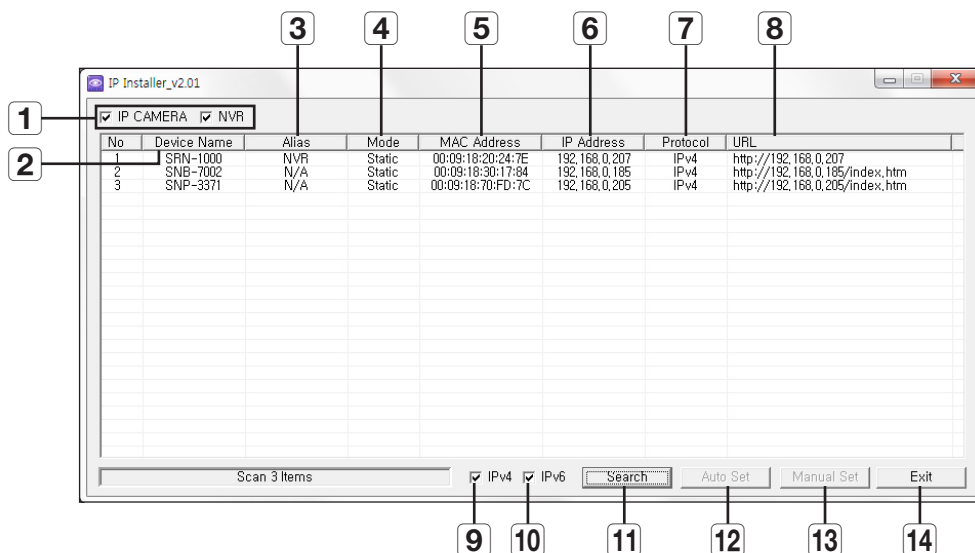 3 4 5 6 7 8
IP Installer_v2.01
1 IP CAMERA NVR
No Device Name Alias Mode MAC Address IP Address Protocol URL
2
1 SRN-1000 NVR Static 00:09:18:20:24:7E 192,168,0,207 IPv4 http://192,168,0,207
2 SNB-7002 N/A Static 00:09:18:30:17:84 192,168,0,185 IPv4 http://192,168,0,185/index,htm
3 SNP-3371 N/A Static 00:09:18:70:FD:7C 192,168,0,205 IPv4 http://192,168,0,205/index,htm
Scan 3 Items IPv4 IPv6 Search Auto Set Manual Set Exit
9 10 11 12 13 14